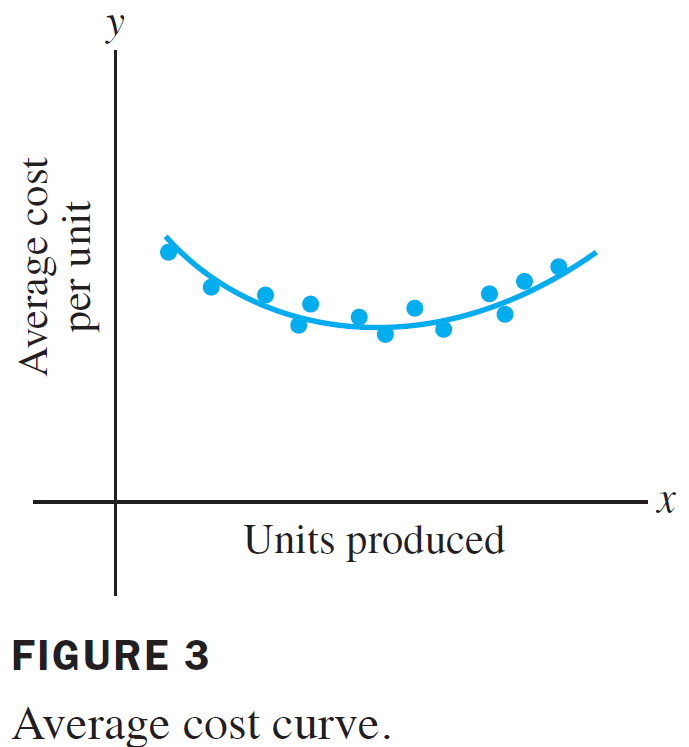 y
Average cost
per unit
x
Units produced
FIGURE 3
Average cost curve.